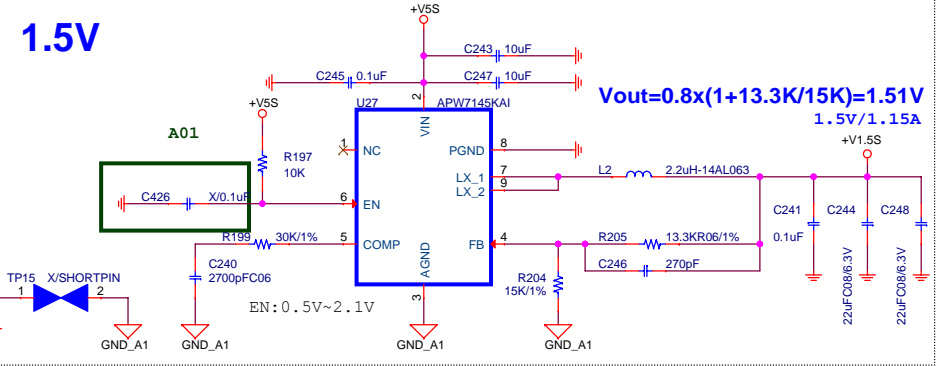 +V5S
1.5V
C243 10uF
C245 0.1uF
C247 10uF
+V5S
U27
2
APW7145KAI
Vout=0.8x(1+13.3K/15K)=1.51V
1.5V/1.15A
+V1.5S
A01
R197
10K
1
NC
VIN
PGND
8
LX_1
7
LX_2
9
L2
2.2uH-14AL063
C426
X/0.1uF
6
EN
C241
0.1uF
C244
22uFC08/6.3V
C248
22uFC08/6.3V
R199
30K/1%
5
COMP
AGND
FB
4
R205
13.3KR06/1%
C240
2700pFC06
C246
270pF
R204
15K/1%
TP15
X/SHORTPIN
1
2
EN:0.5V~2.1V
3
GND_A1
GND_A1
GND_A1
GND_A1